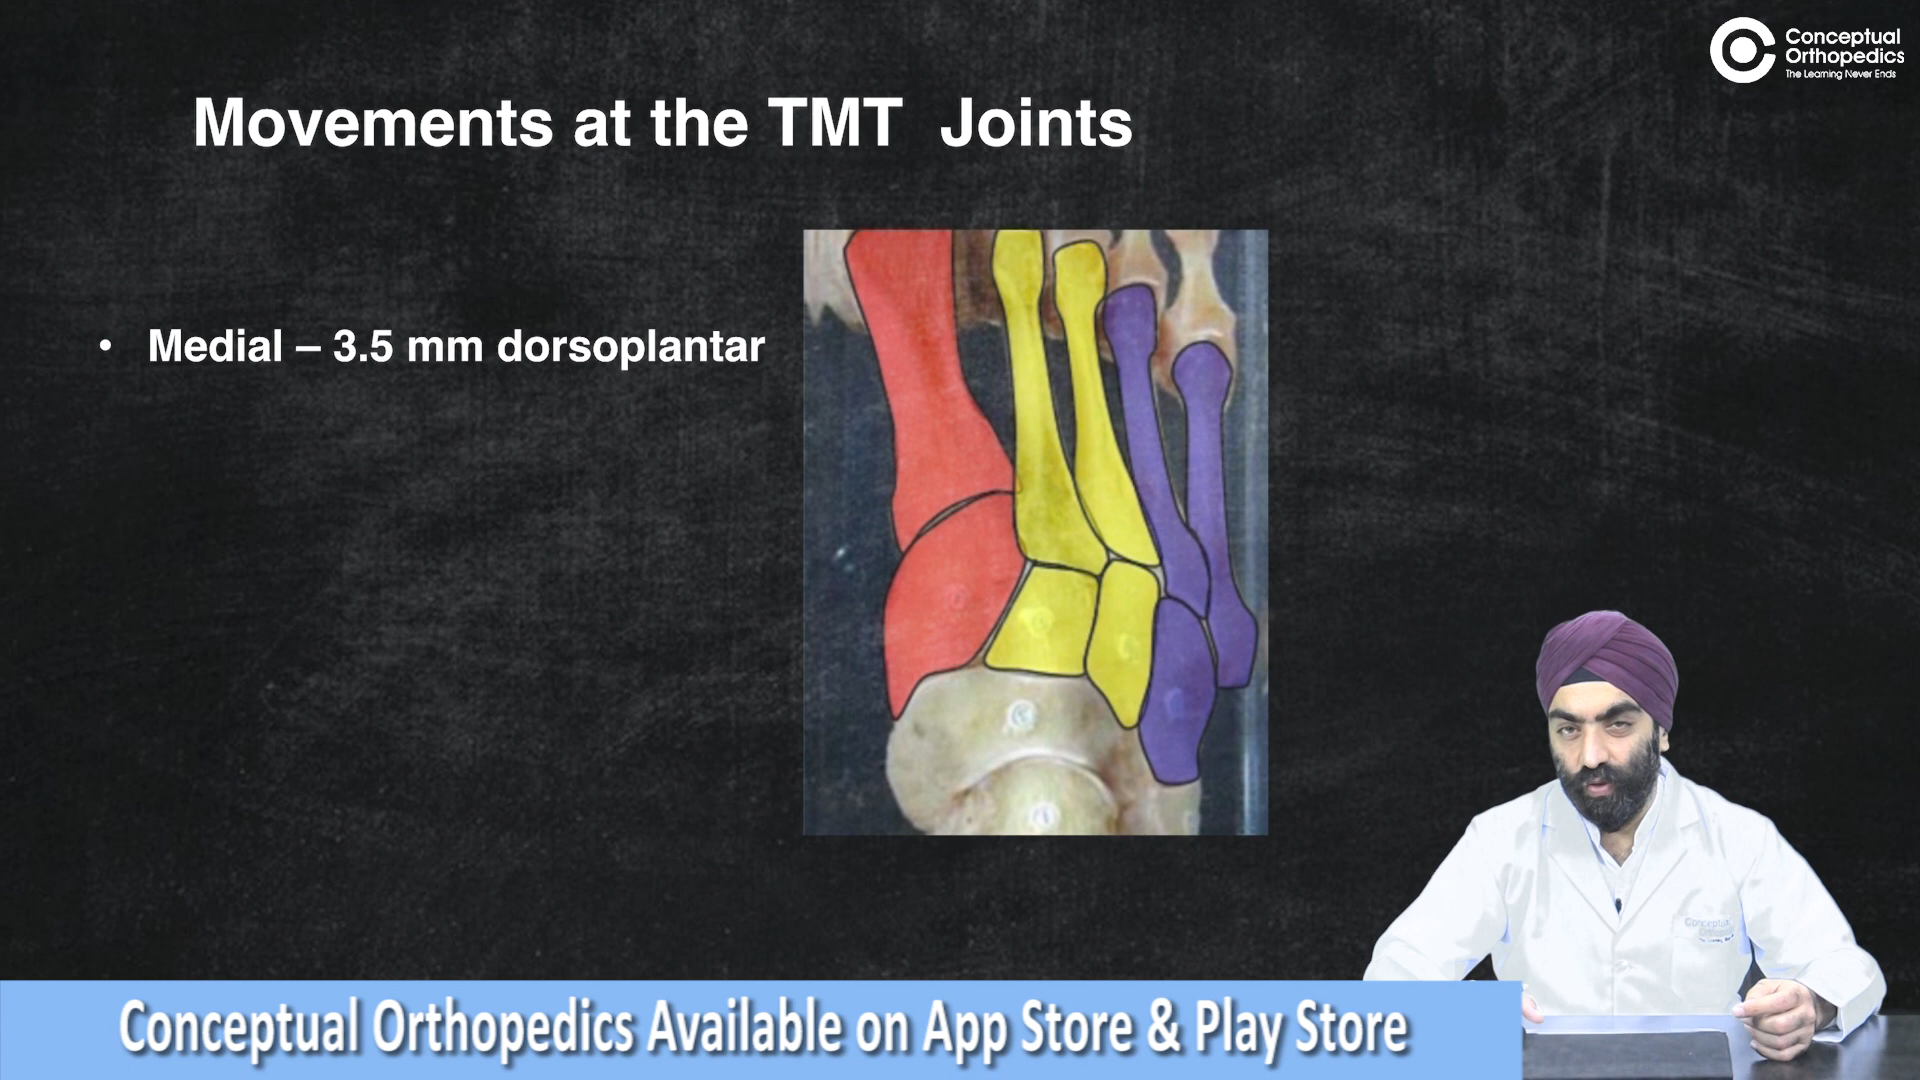 Conceptual
Orthopedics
The Learning Never Ends
Movements at the TMT Joints
• Medial – 3.5 mm dorsoplantar
Conceptual
Conceptual Orthopedics Available on App Store & Play Store